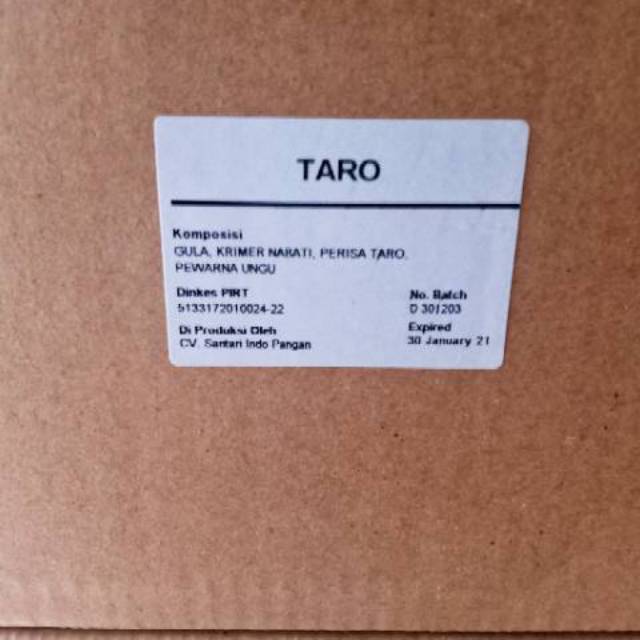 TARO
Komposisi
GULA, KRIMER NABATI, PERISA TARO,
PEWARNA UNGU
Dinkes PIRT
5133172010024-22
No. Batch
D 301203
Di Produksi Oleh
CV. Santari Indo Pangan
Expired
30 January 21